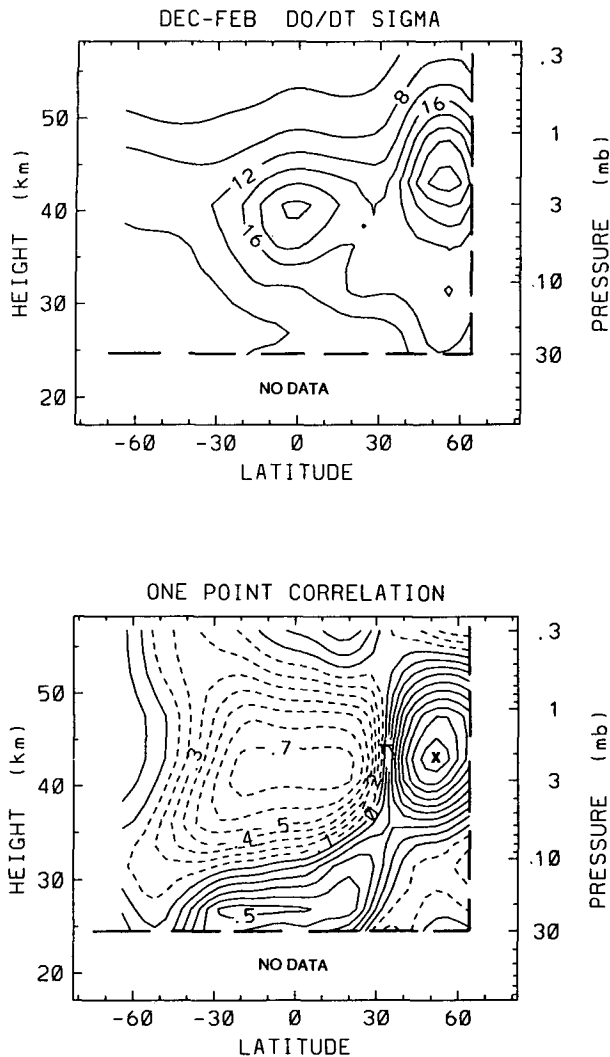 DEC-FEB DO/DT SIGMA
50
40
30
20
HEIGHT (km)
.3
1
3
.10
30
PRESSURE (mb)
8
16
12
16
NO DATA
-60 -30 0 30 60
LATITUDE
ONE POINT CORRELATION
50
40
30
20
HEIGHT (km)
.3
1
3
.10
30
PRESSURE (mb)
.3
.7
x
.4
.5
.1
0
.5
NO DATA
-60 -30 0 30 60
LATITUDE